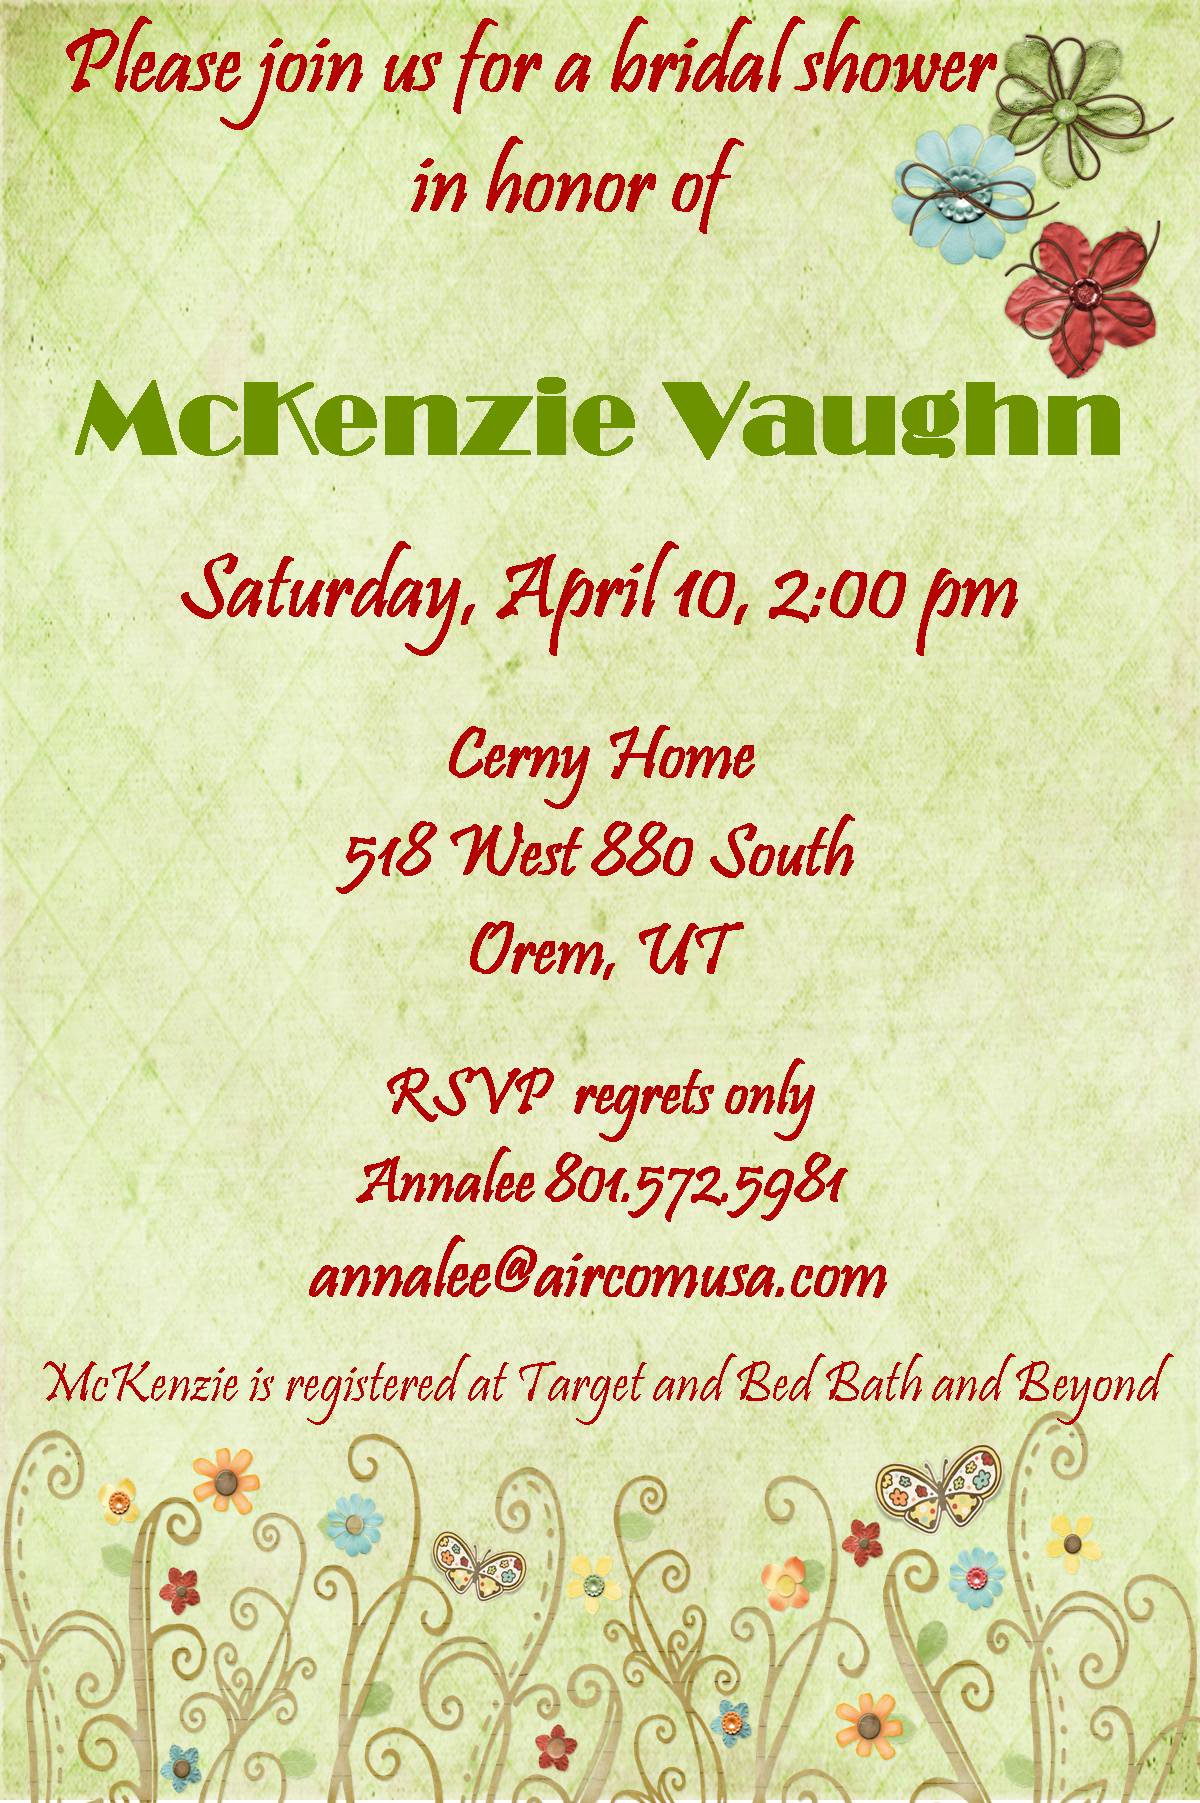 Please join us for a bridal shower
in honor of
McKenzie Vaughn
Saturday, April 10, 2:00 pm
Cerny Home
518 West 880 South
Orem, UT
RSVP regrets only
Annalee 801.572.5981
annalee@aircomusa.com
McKenzie is registered at Target and Bed Bath and Beyond